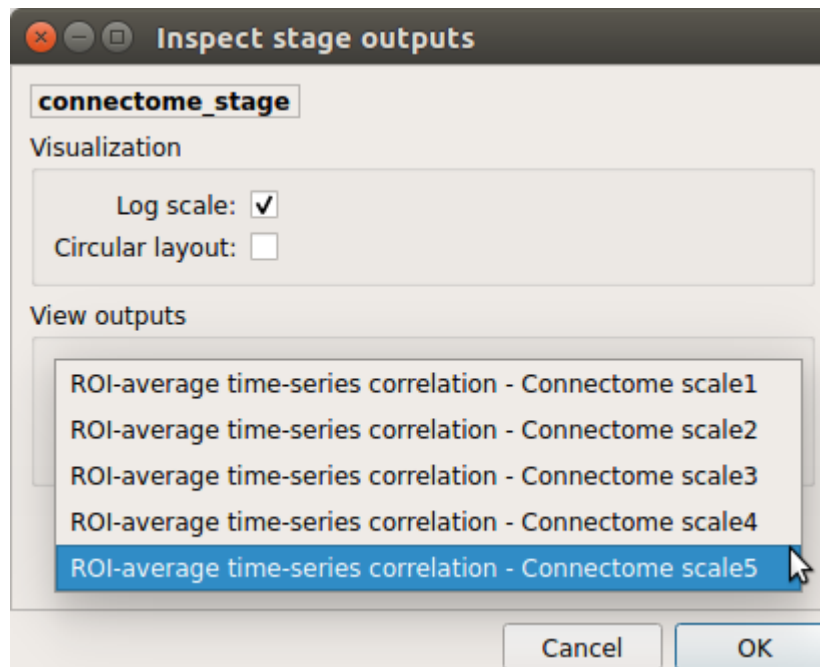 Inspect stage outputs
connectome_stage
Visualization
Log scale:
Circular layout:
View outputs
ROI-average time-series correlation - Connectome scale1
ROI-average time-series correlation - Connectome scale2
ROI-average time-series correlation - Connectome scale3
ROI-average time-series correlation - Connectome scale4
ROI-average time-series correlation - Connectome scale5
Cancel OK